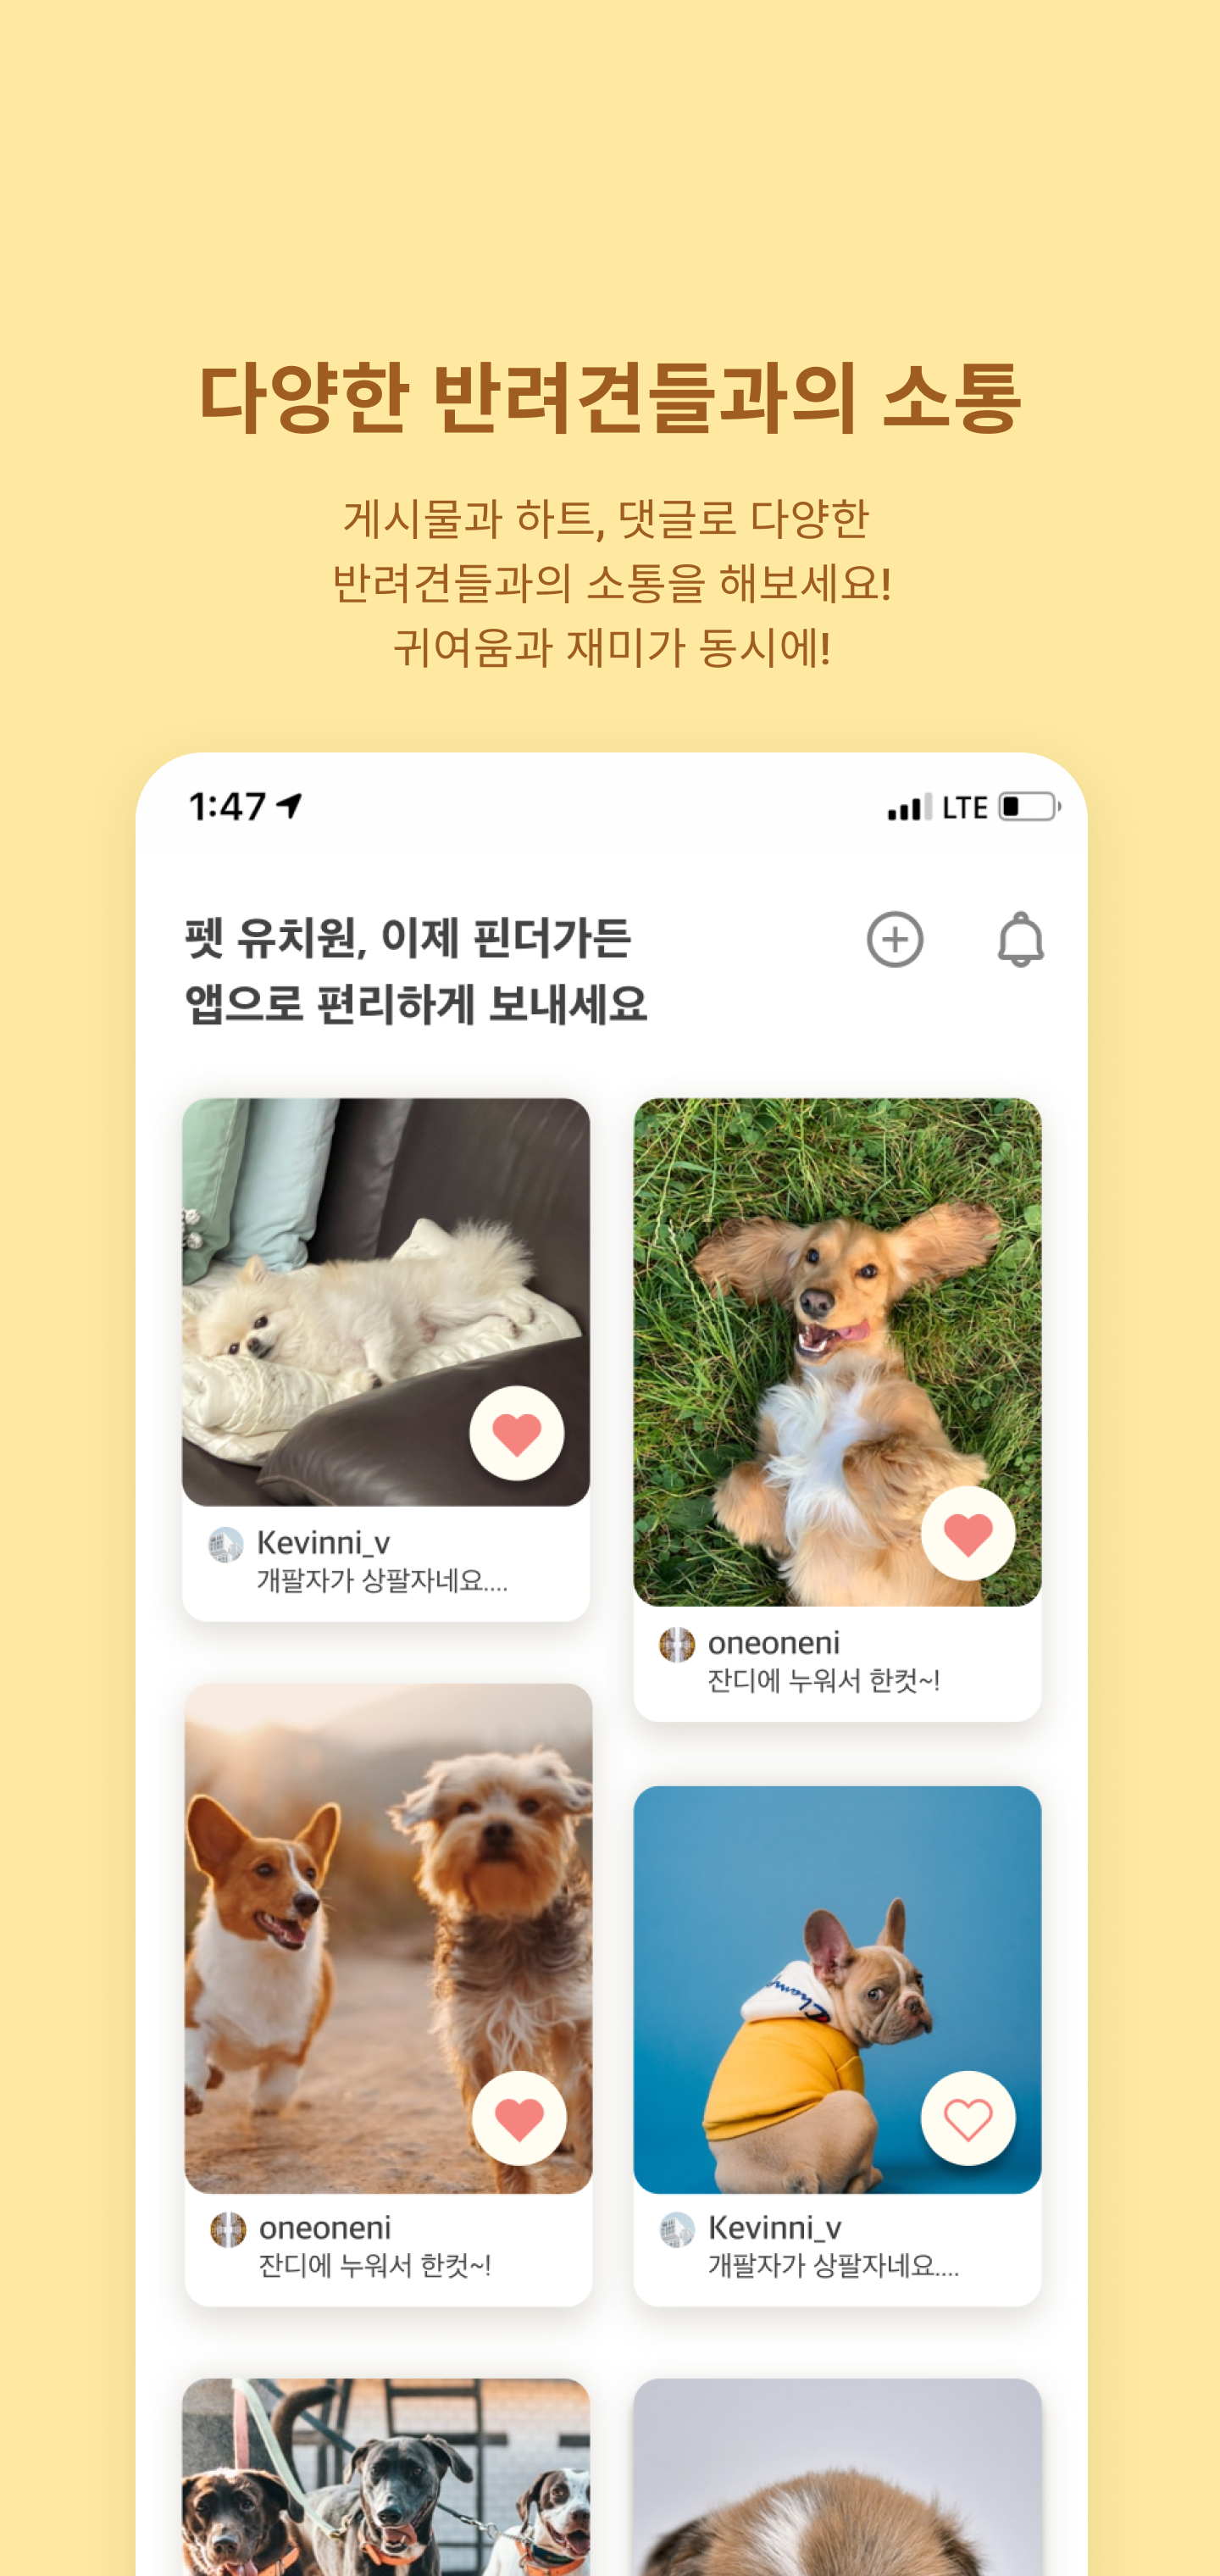 다양한 반려견들과의 소통
게시물과 하트, 댓글로 다양한
반려견들과의 소통을 해보세요!
귀여움과 재미가 동시에!
1:47
LTE
펫 유치원, 이제 핀더가든
앱으로 편리하게 보내세요
Kevinni_v
개팔자가 상팔자네요....
oneoneni
잔디에 누워서 한컷~!
Champ
oneoneni
잔디에 누워서 한컷~!
Kevinni_v
개팔자가 상팔자네요....